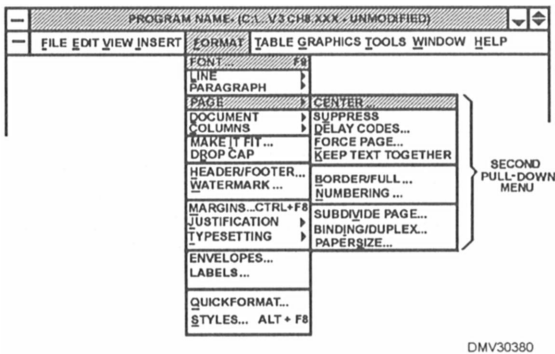 PROGRAM NAME- (C:\...V3 CH8.XXX - UNMODIFIED)
FILE EDIT VIEW INSERT FORMAT TABLE GRAPHICS TOOLS WINDOW HELP
FONT... F9
LINE
PARAGRAPH
PAGE
DOCUMENT
COLUMNS
MAKE IT FIT...
DROP CAP
HEADER/FOOTER...
WATERMARK ...
MARGINS...CTRL+F8
JUSTIFICATION
TYPESETTING
ENVELOPES...
LABELS...
QUICKFORMAT...
STYLES... ALT + F8
CENTER ...
SUPPRESS
DELAY CODES...
FORCE PAGE...
KEEP TEXT TOGETHER
BORDER/FULL...
NUMBERING ...
SUBDIVIDE PAGE...
BINDING/DUPLEX...
PAPERSIZE...
SECOND
PULL-DOWN
MENU
DMV30380